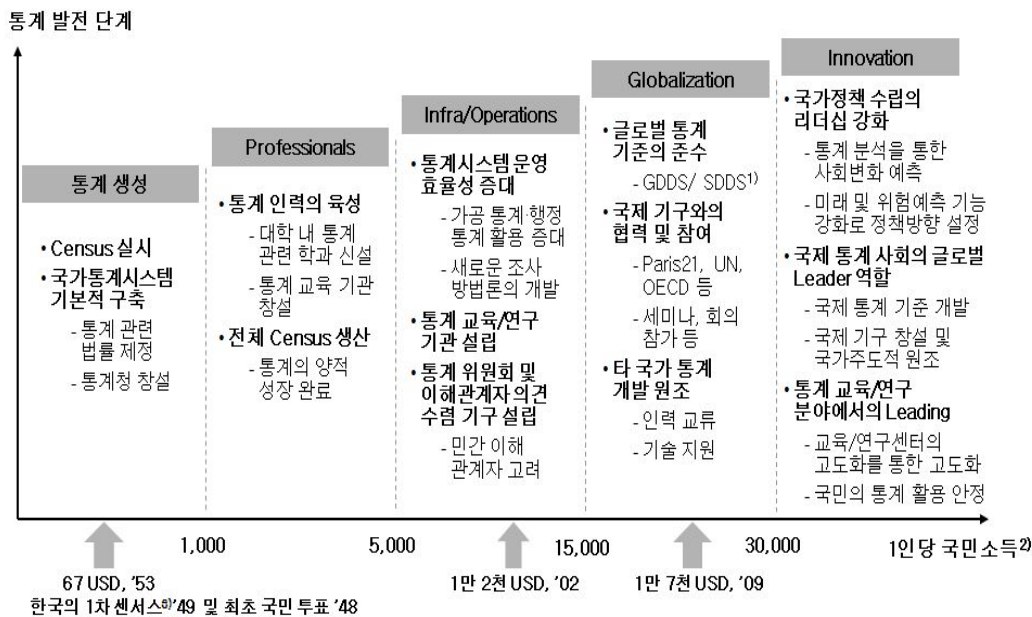 통계 발전 단계
통계 생성
• Census 실시
• 국가통계시스템
기본적 구축
- 통계 관련
법률 제정
- 통계청 창설
Professionals
• 통계 인력의 육성
- 대학 내 통계
관련 학과 신설
- 통계 교육 기관
창설
• 전체 Census 생산
- 통계의 양적
성장 완료
Infra/Operations
• 통계시스템 운영
효율성 증대
- 가공 통계·행정
통계 활용 증대
- 새로운 조사
방법론의 개발
• 통계 교육/연구
기관 설립
• 통계 위원회 및
이해관계자 의견
수렴 기구 설립
- 민간 이해
관계자 고려
Globalization
• 글로벌 통계
기준의 준수
- GDDS/ SDDS1)
• 국제 기구와의
협력 및 참여
- Paris21, UN,
OECD 등
- 세미나, 회의
참가 등
• 타 국가 통계
개발 원조
- 인력 교류
- 기술 지원
Innovation
• 국가정책 수립의
리더십 강화
- 통계 분석을 통한
사회변화 예측
- 미래 및 위험예측 기능
강화로 정책방향 설정
• 국제 통계 사회의 글로벌
Leader 역할
- 국제 통계 기준 개발
- 국제 기구 창설 및
국가주도적 원조
• 통계 교육/연구
분야에서의 Leading
- 교육/연구센터의
고도화를 통한 고도화
- 국민의 통계 활용 안정
1,000 5,000 15,000 30,000 1인당 국민소득2)
67 USD, '53 1만 2천 USD, '02 1만 7천 USD, '09
한국의 1차 센서스 '49 및 최초 국민 투표 '48